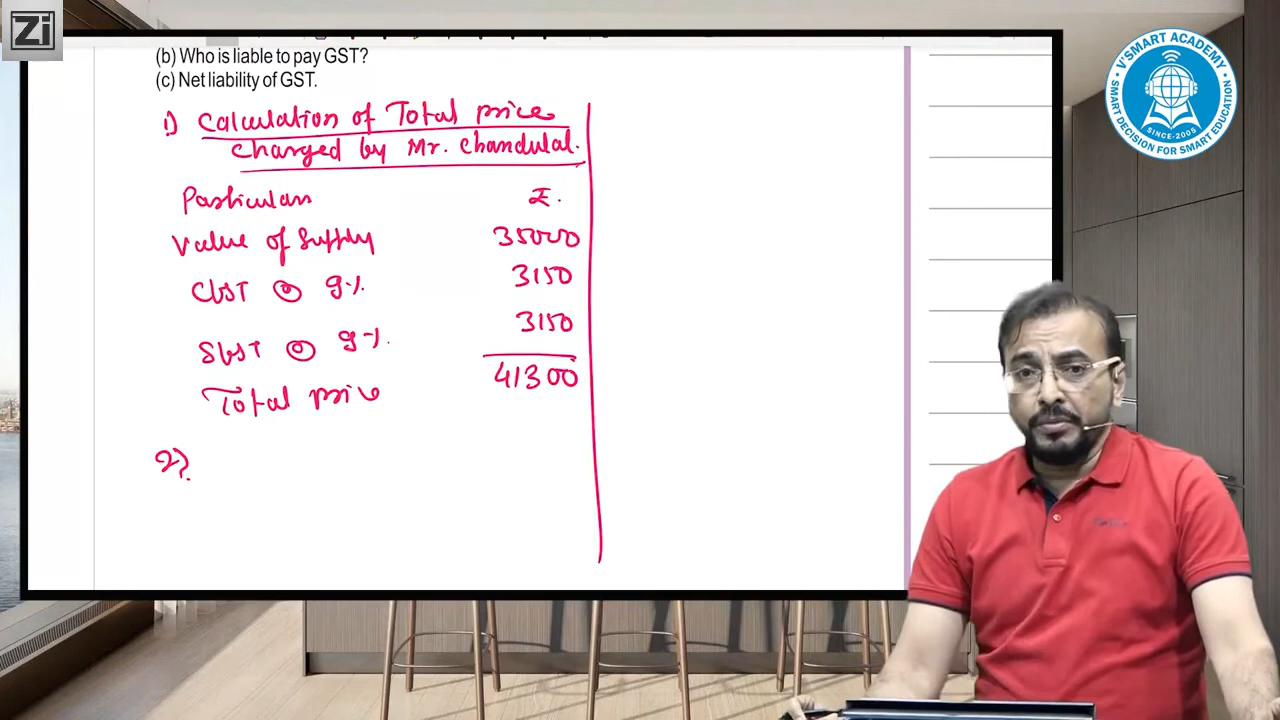 Zi
(b) Who is liable to pay GST?
(c) Net liability of GST.
1) Calculation of Total price
charged by Mr. Chandulal.
Particulars ₹.
Value of Supply 35000
CGST @ 9%. 3150
SGST @ 9%. 3150
Total price 41300
2)
V'SMART ACADEMY
SINCE-2005
SMART DECISION FOR SMART EDUCATION